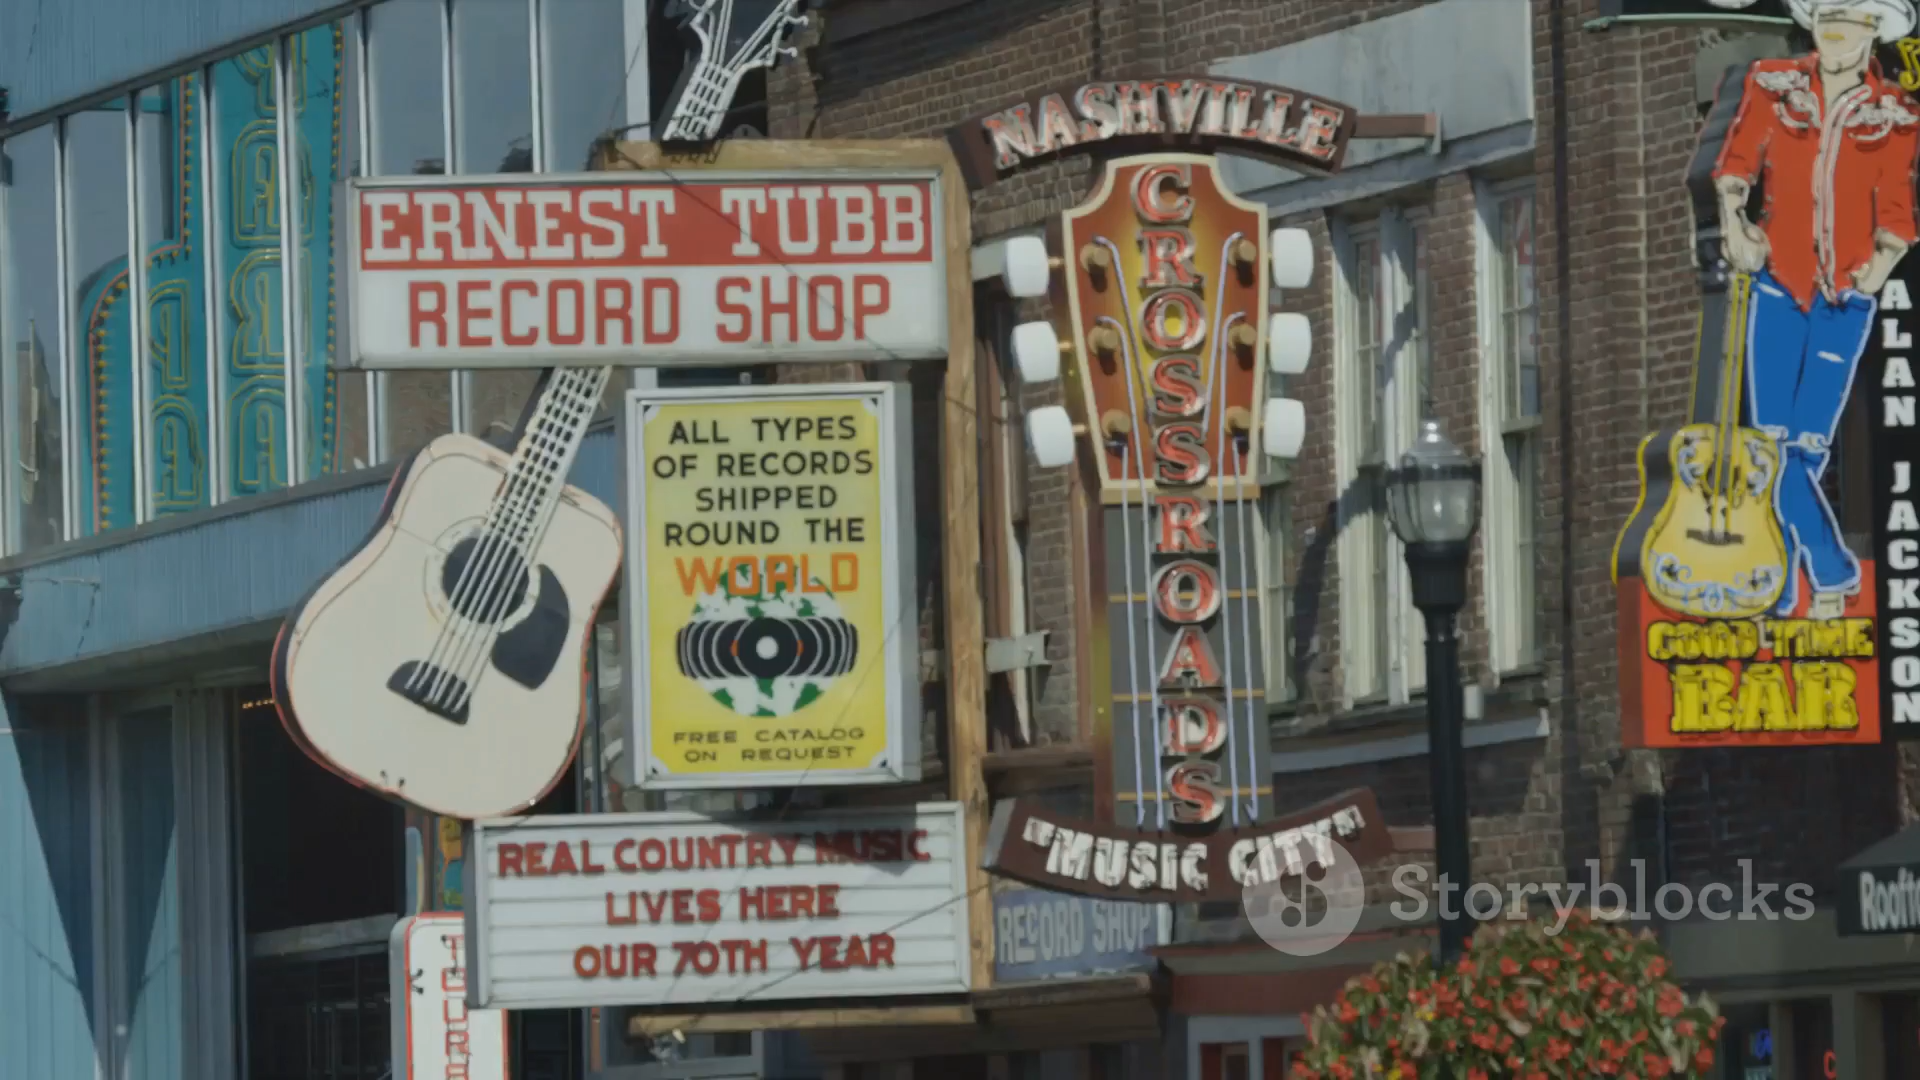 ERNEST TUBB
RECORD SHOP
ALL TYPES
OF RECORDS
SHIPPED
ROUND THE
WORLD
FREE CATALOG
ON REQUEST
REAL COUNTRY MUSIC
LIVES HERE
OUR 70TH YEAR
NASHVILLE
CROSSROADS
"MUSIC CITY"
RECORD SHOP
ALAN JACKSON
GOOD TIME
BAR
Storyblocks